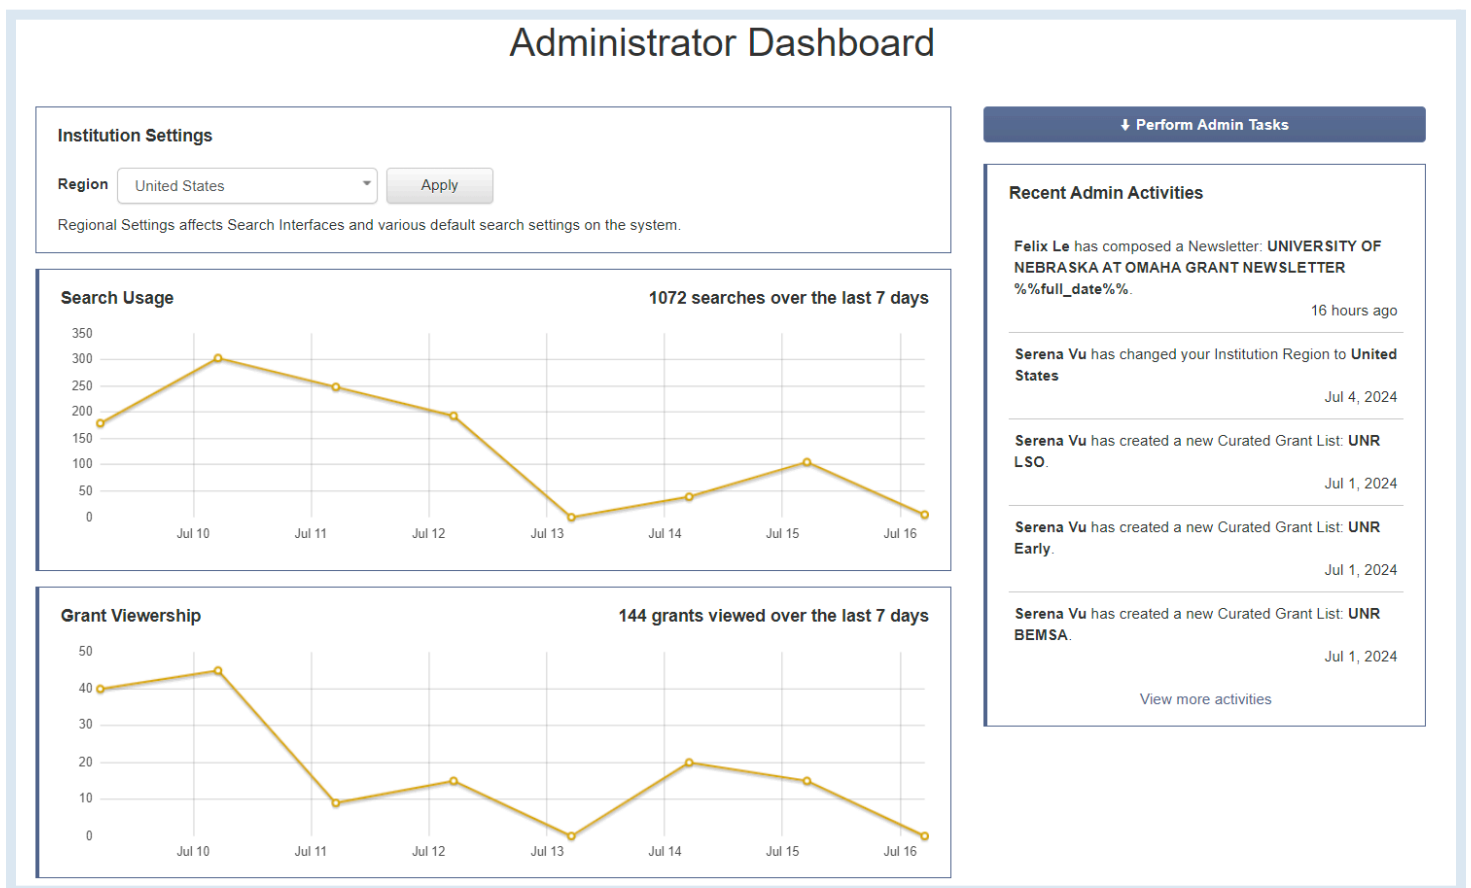 Administrator Dashboard
Institution Settings
Region United States Apply
Regional Settings affects Search Interfaces and various default search settings on the system.
Search Usage 1072 searches over the last 7 days
350
300
250
200
150
100
50
0
Jul 10 Jul 11 Jul 12 Jul 13 Jul 14 Jul 15 Jul 16
Grant Viewership 144 grants viewed over the last 7 days
50
40
30
20
10
0
Jul 10 Jul 11 Jul 12 Jul 13 Jul 14 Jul 15 Jul 16
Perform Admin Tasks
Recent Admin Activities
Felix Le has composed a Newsletter: UNIVERSITY OF
NEBRASKA AT OMAHA GRANT NEWSLETTER
%%full_date%%.
16 hours ago
Serena Vu has changed your Institution Region to United
States
Jul 4, 2024
Serena Vu has created a new Curated Grant List: UNR
LSO.
Jul 1, 2024
Serena Vu has created a new Curated Grant List: UNR
Early.
Jul 1, 2024
Serena Vu has created a new Curated Grant List: UNR
BEMSA.
Jul 1, 2024
View more activities